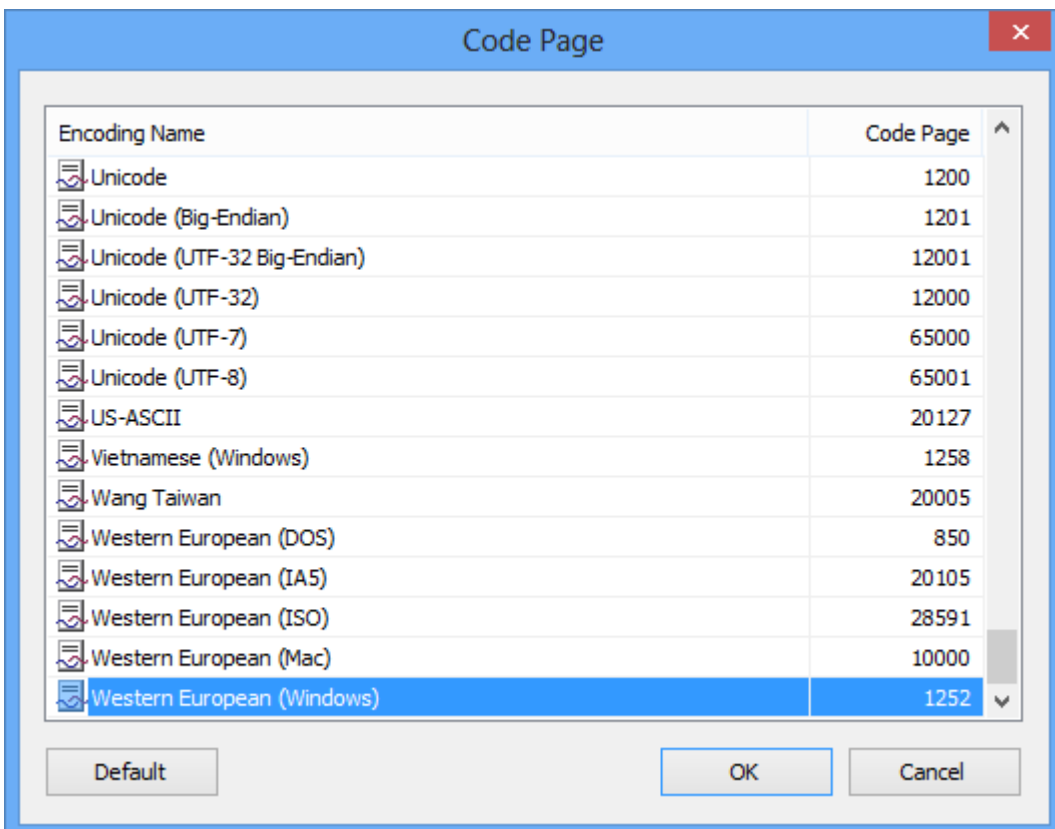 Code Page
Encoding Name Code Page
Unicode 1200
Unicode (Big-Endian) 1201
Unicode (UTF-32 Big-Endian) 12001
Unicode (UTF-32) 12000
Unicode (UTF-7) 65000
Unicode (UTF-8) 65001
US-ASCII 20127
Vietnamese (Windows) 1258
Wang Taiwan 20005
Western European (DOS) 850
Western European (IA5) 20105
Western European (ISO) 28591
Western European (Mac) 10000
Western European (Windows) 1252
Default OK Cancel